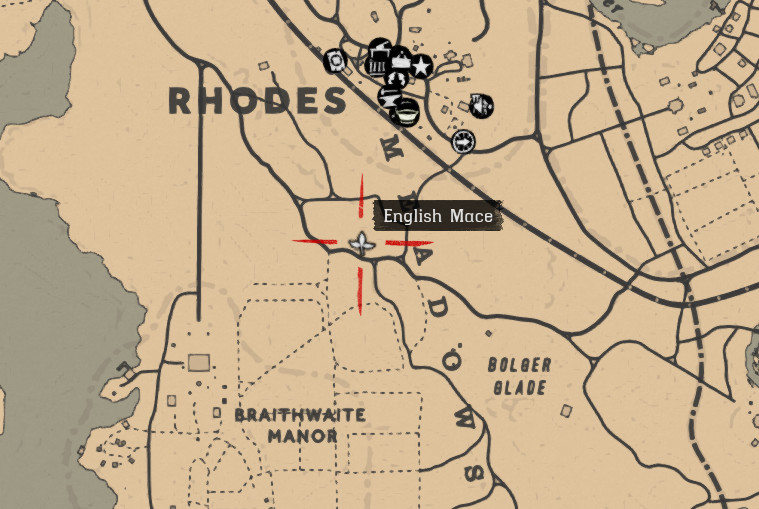 RHODES
English Mace
M E A D O W S
BOLGER
GLADE
BRAITHWAITE
MANOR